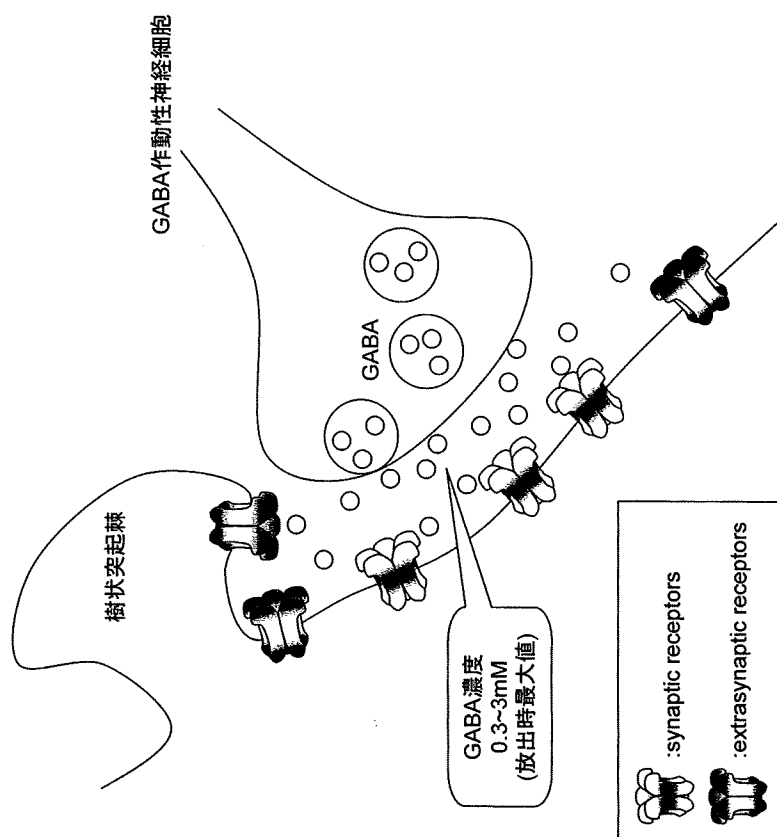 GABA作動性神経細胞
樹状突起棘
GABA
GABA濃度
0.3~3mM
(放出時最大値)
:synaptic receptors
:extrasynaptic receptors